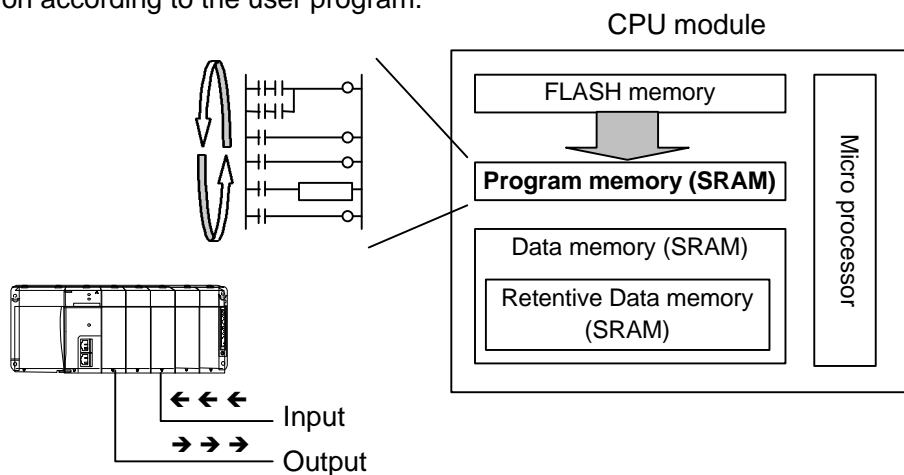 on according to the user program.
CPU module
FLASH memory
Program memory (SRAM)
Data memory (SRAM)
Retentive Data memory
(SRAM)
Micro processor
Input
Output